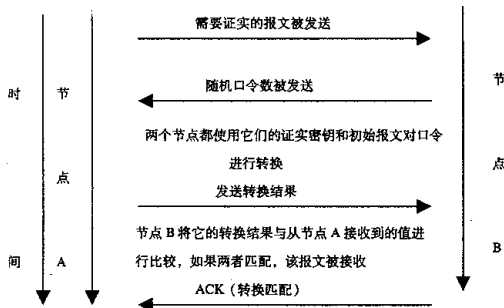 需要证实的报文被发送
随机口令数被发送
两个节点都使用它们的证实密钥和初始报文对口令
进行转换
发送转换结果
节点 B 将它的转换结果与从节点 A 接收到的值进
行比较，如果两者匹配，该报文被接收
ACK（转换匹配）
时间
节点 A
节点 B